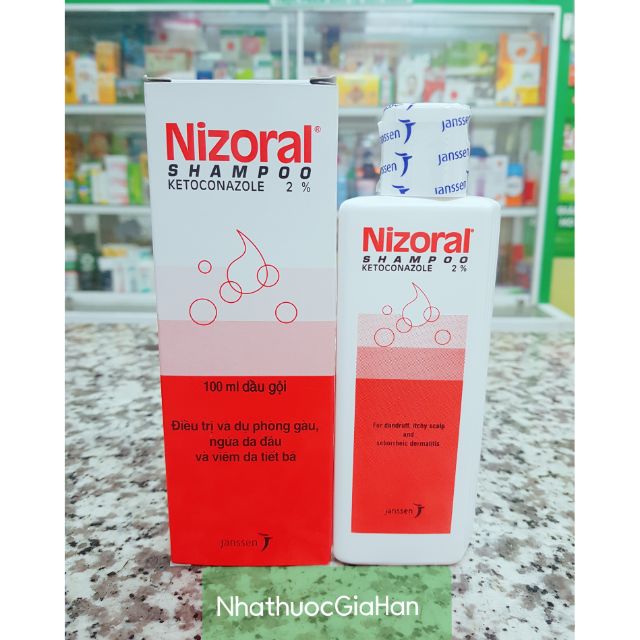 Nizoral®
SHAMPOO
KETOCONAZOLE 2 %
100 ml dầu gội
Điều trị và dự phòng gàu,
ngứa da đầu
và viêm da tiết bã
janssen
janssen
janssen
janssen
Nizoral®
SHAMPOO
KETOCONAZOLE 2 %
For dandruff, itchy scalp
and
seborrheic dermatitis
janssen
NhathuocGiaHan